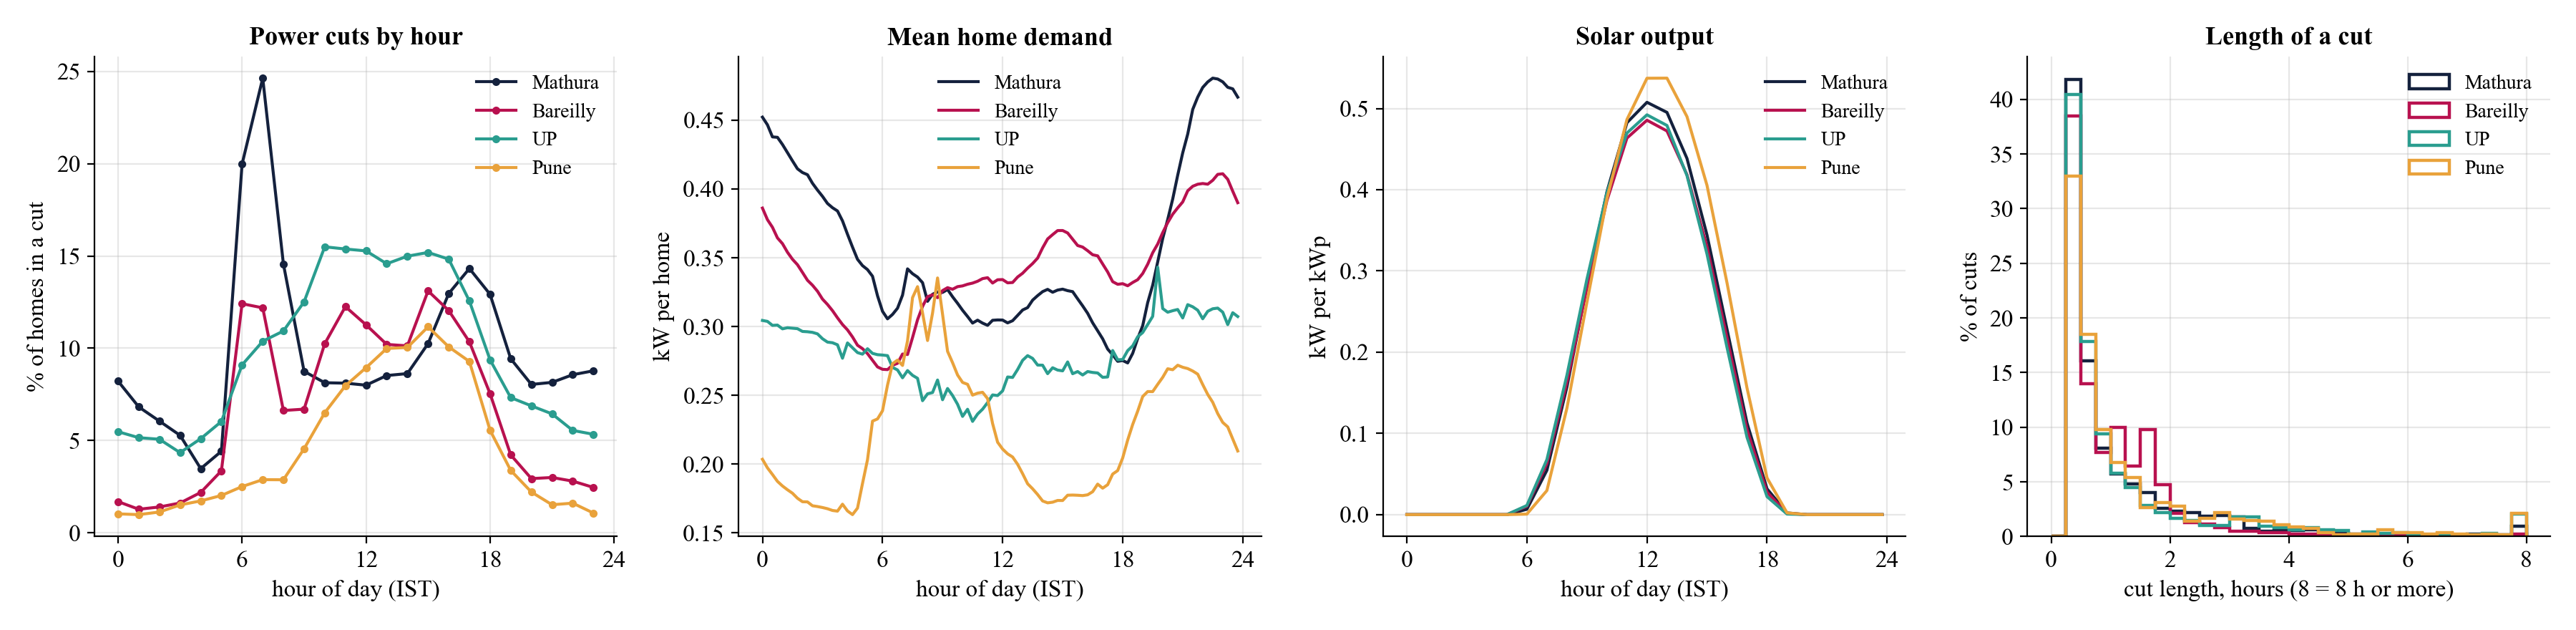 Power cuts by hour
% of homes in a cut
25
20
15
10
5
0
0 6 12 18 24
hour of day (IST)
Mathura
Bareilly
UP
Pune
Mean home demand
kW per home
0.45
0.40
0.35
0.30
0.25
0.20
0.15
0 6 12 18 24
hour of day (IST)
Mathura
Bareilly
UP
Pune
Solar output
kW per kWp
0.5
0.4
0.3
0.2
0.1
0.0
0 6 12 18 24
hour of day (IST)
Mathura
Bareilly
UP
Pune
Length of a cut
% of cuts
40
35
30
25
20
15
10
5
0
0 2 4 6 8
cut length, hours (8 = 8 h or more)
Mathura
Bareilly
UP
Pune